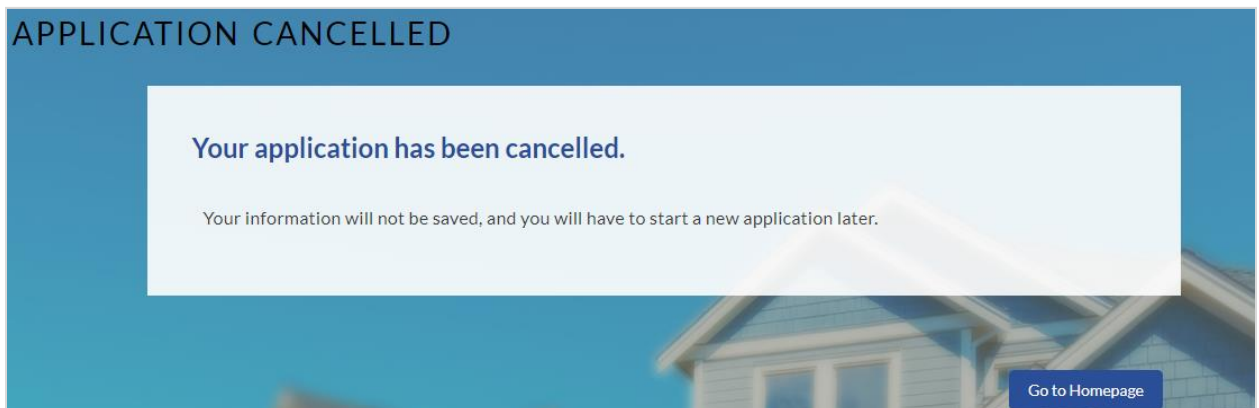 APPLICATION CANCELLED
Your application has been cancelled.
Your information will not be saved, and you will have to start a new application later.
Go to Homepage